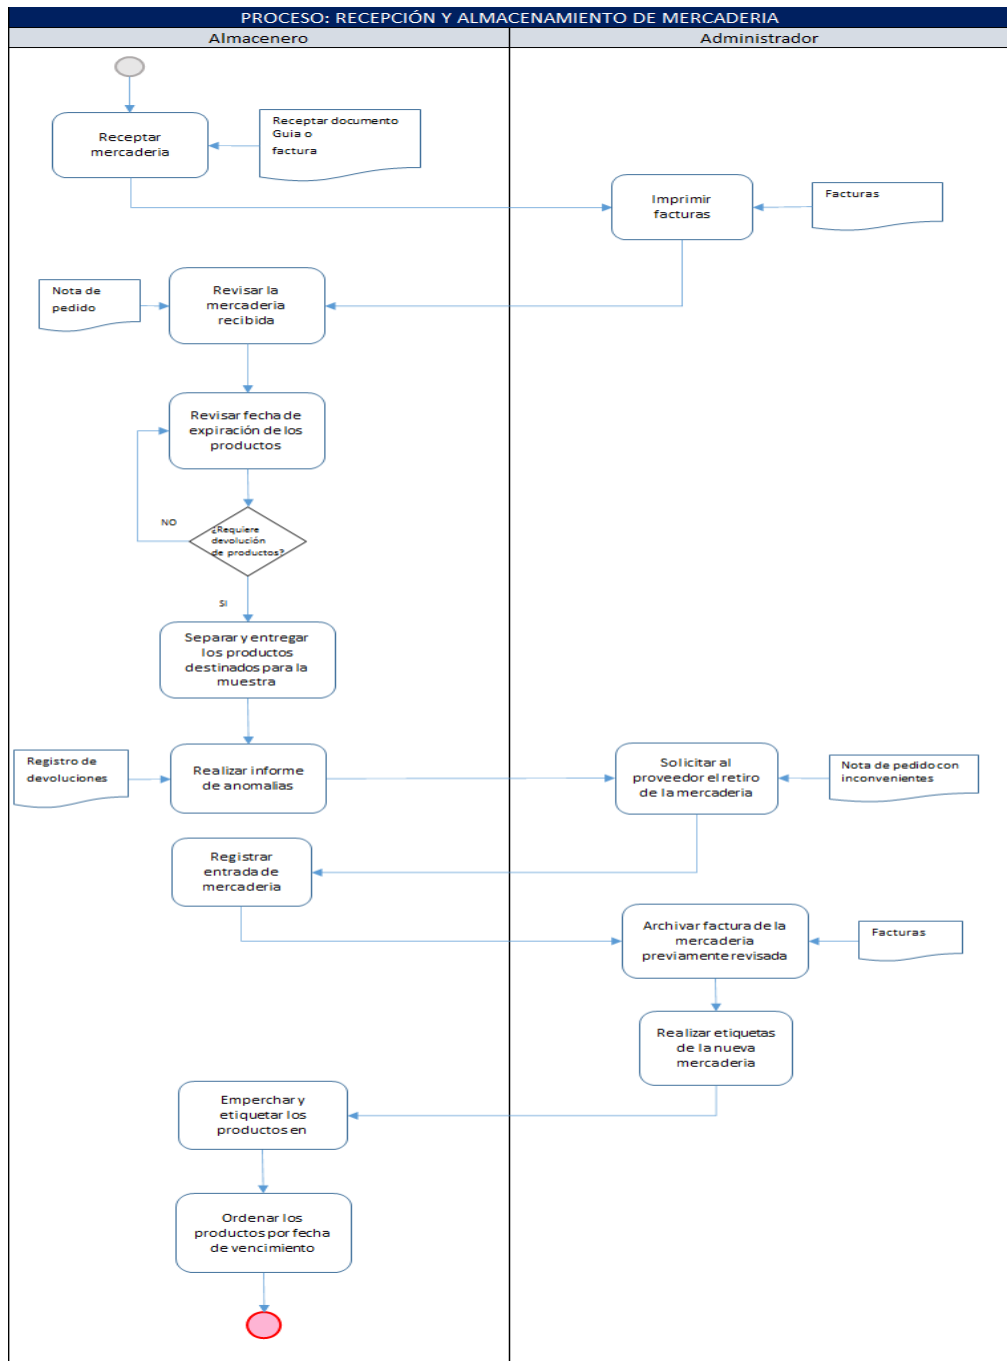 PROCESO: RECEPCIÓN Y ALMACENAMIENTO DE MERCADERIA
Almacenero
Administrador
Receptar
mercaderia
Receptar documento
Guia o
factura
Imprimir
facturas
Facturas
Nota de
pedido
Revisar la
mercaderia
recibida
Revisar fecha de
expiración de los
productos
NO
¿Requiere
devolución
de productos?
SI
Separar y entregar
los productos
destinados para la
muestra
Registro de
devoluciones
Realizar informe
de anomalias
Solicitar al
proveedor el retiro
de la mercaderia
Nota de pedido con
inconvenientes
Registrar
entrada de
mercaderia
Archivar factura de la
mercaderia
previamente revisada
Facturas
Realizar etiquetas
de la nueva
mercaderia
Emperchar y
etiquetar los
productos en
Ordenar los
productos por fecha
de vencimiento